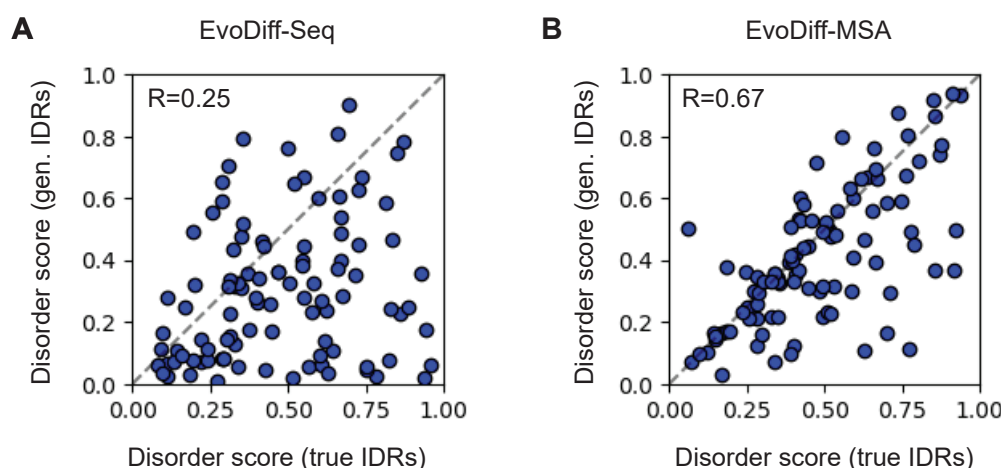 A
EvoDiff-Seq
R=0.25
Disorder score (gen. IDRs)
1.0
0.8
0.6
0.4
0.2
0.0
0.00
0.25
0.50
0.75
1.00
Disorder score (true IDRs)
B
EvoDiff-MSA
R=0.67
Disorder score (gen. IDRs)
1.0
0.8
0.6
0.4
0.2
0.0
0.00
0.25
0.50
0.75
1.00
Disorder score (true IDRs)